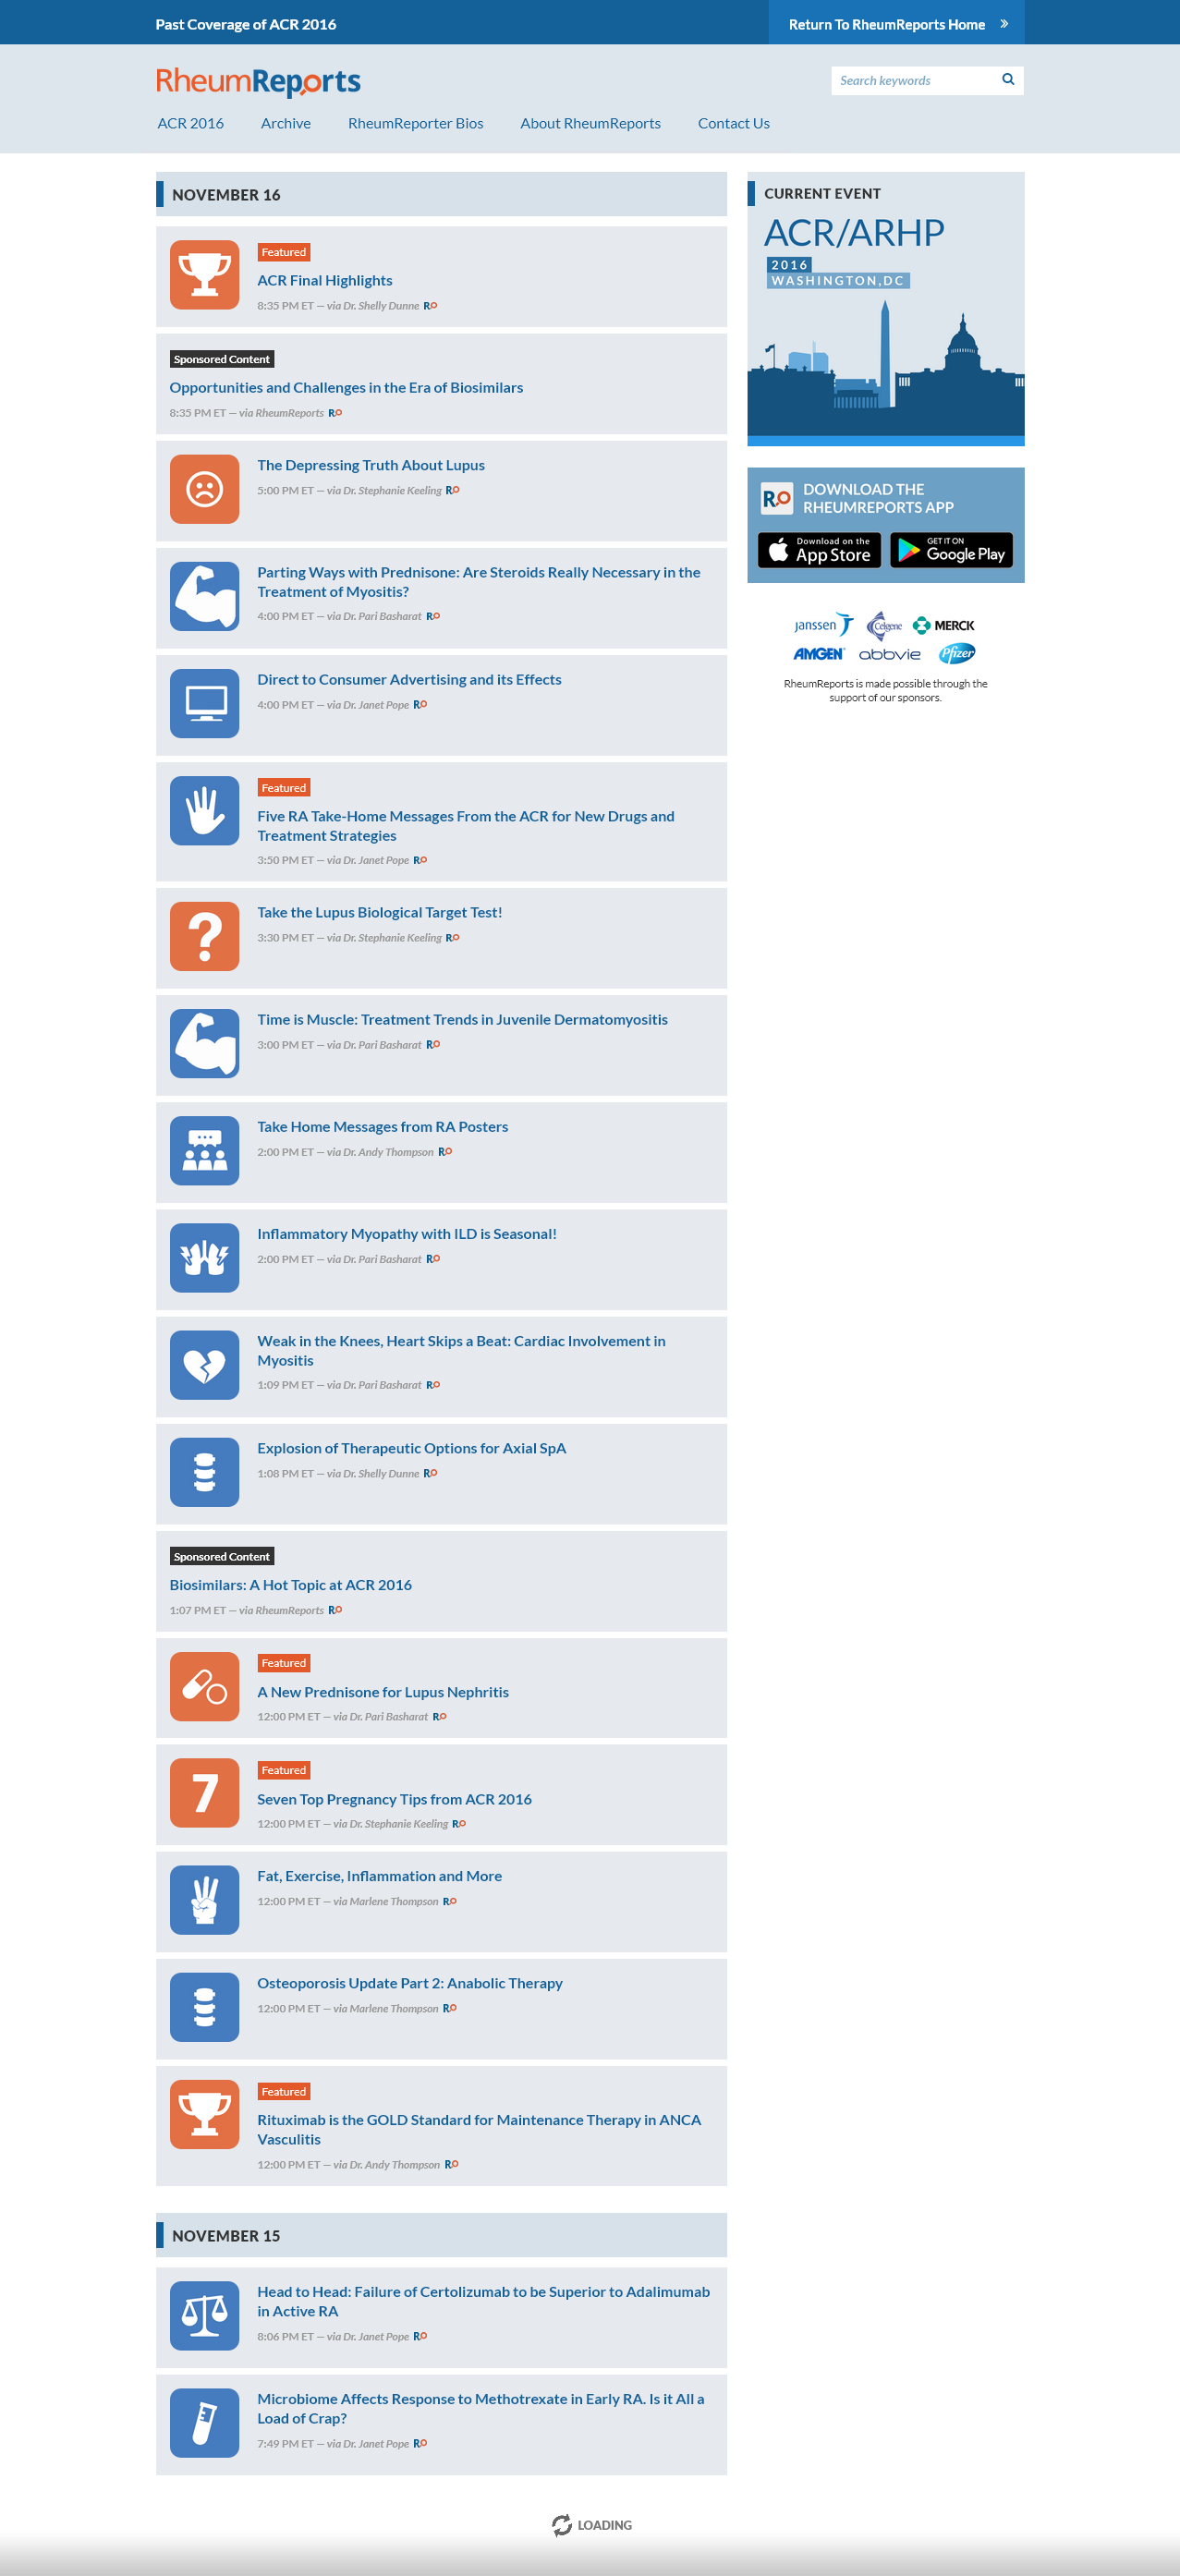 Past Coverage of ACR 2016
Return To RheumReports Home »
RheumReports
Search keywords
ACR 2016
Archive
RheumReporter Bios
About RheumReports
Contact Us
NOVEMBER 16
Featured
ACR Final Highlights
8:35 PM ET — via Dr. Shelly Dunne RO
Sponsored Content
Opportunities and Challenges in the Era of Biosimilars
8:35 PM ET — via RheumReports RO
The Depressing Truth About Lupus
5:00 PM ET — via Dr. Stephanie Keeling RO
Parting Ways with Prednisone: Are Steroids Really Necessary in the
Treatment of Myositis?
4:00 PM ET — via Dr. Pari Basharat RO
Direct to Consumer Advertising and its Effects
4:00 PM ET — via Dr. Janet Pope RO
Featured
Five RA Take-Home Messages From the ACR for New Drugs and
Treatment Strategies
3:50 PM ET — via Dr. Janet Pope RO
?
Take the Lupus Biological Target Test!
3:30 PM ET — via Dr. Stephanie Keeling RO
Time is Muscle: Treatment Trends in Juvenile Dermatomyositis
3:00 PM ET — via Dr. Pari Basharat RO
Take Home Messages from RA Posters
2:00 PM ET — via Dr. Andy Thompson RO
Inflammatory Myopathy with ILD is Seasonal!
2:00 PM ET — via Dr. Pari Basharat RO
Weak in the Knees, Heart Skips a Beat: Cardiac Involvement in
Myositis
1:09 PM ET — via Dr. Pari Basharat RO
Explosion of Therapeutic Options for Axial SpA
1:08 PM ET — via Dr. Shelly Dunne RO
Sponsored Content
Biosimilars: A Hot Topic at ACR 2016
1:07 PM ET — via RheumReports RO
Featured
A New Prednisone for Lupus Nephritis
12:00 PM ET — via Dr. Pari Basharat RO
7
Featured
Seven Top Pregnancy Tips from ACR 2016
12:00 PM ET — via Dr. Stephanie Keeling RO
Fat, Exercise, Inflammation and More
12:00 PM ET — via Marlene Thompson RO
Osteoporosis Update Part 2: Anabolic Therapy
12:00 PM ET — via Marlene Thompson RO
Featured
Rituximab is the GOLD Standard for Maintenance Therapy in ANCA
Vasculitis
12:00 PM ET — via Dr. Andy Thompson RO
NOVEMBER 15
Head to Head: Failure of Certolizumab to be Superior to Adalimumab
in Active RA
8:06 PM ET — via Dr. Janet Pope RO
Microbiome Affects Response to Methotrexate in Early RA. Is it All a
Load of Crap?
7:49 PM ET — via Dr. Janet Pope RO
LOADING
CURRENT EVENT
ACR/ARHP
2016
WASHINGTON,DC
RO
DOWNLOAD THE
RHEUMREPORTS APP
Download on the
App Store
GET IT ON
Google Play
janssen
Celgene
MERCK
AMGEN
abbvie
Pfizer
RheumReports is made possible through the
support of our sponsors.